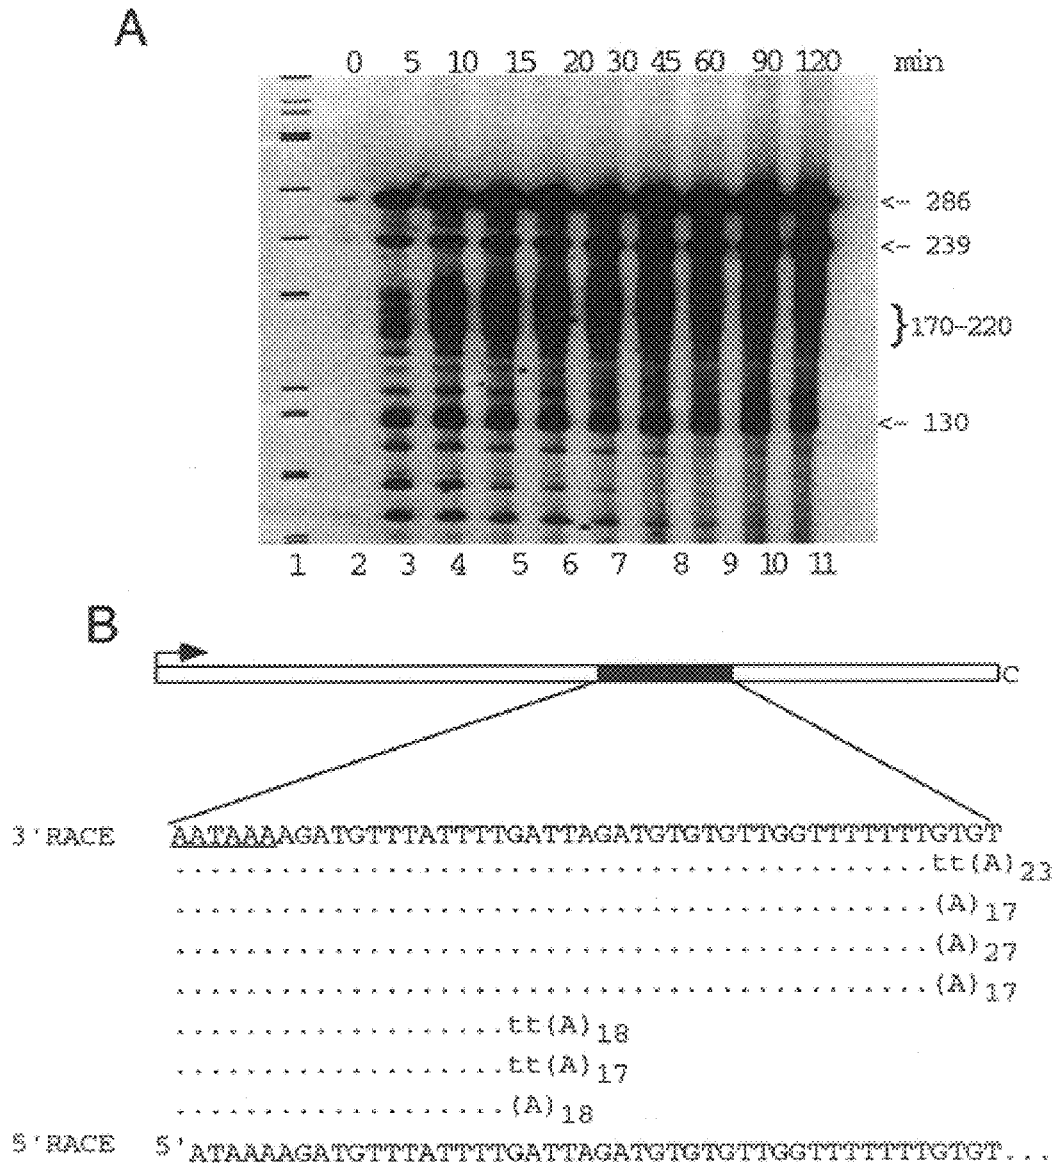 A
0 5 10 15 20 30 45 60 90 120 min
<- 286
<- 239
}170-220
<- 130
1 2 3 4 5 6 7 8 9 10 11
B
C
3'RACE AATAAAAGATGTTTATTTTGATTAGATGTGTGTTGGTTTTTTTGTGT
...........................................tt(A)23
...........................................(A)17
...........................................(A)27
...........................................(A)17
...................tt(A)18
...................tt(A)17
...................(A)18
5'RACE 5'ATAAAAGATGTTTATTTTGATTAGATGTGTGTTGGTTTTTTTGTGT...